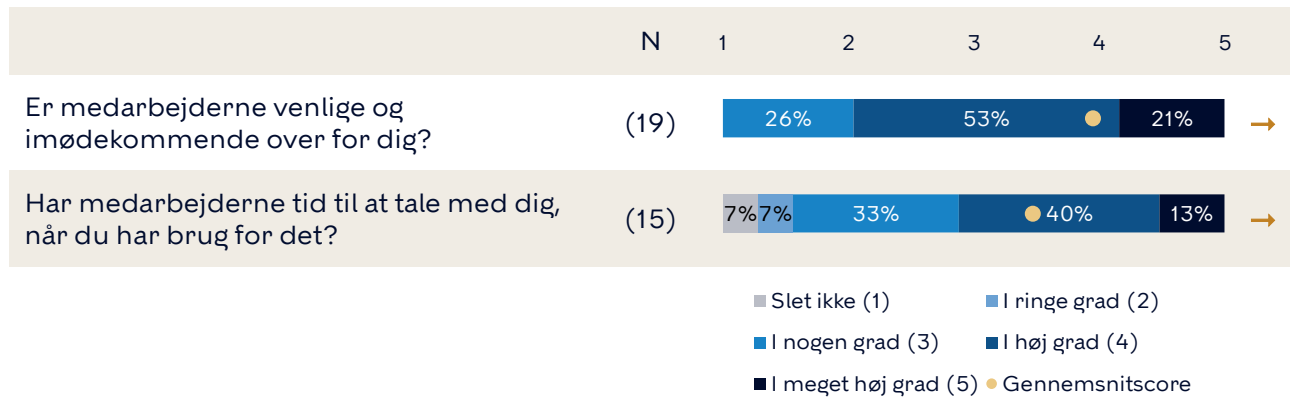 N 1 2 3 4 5
Er medarbejderne venlige og
imødekommende over for dig?
(19) 26% 53% 21% →
Har medarbejderne tid til at tale med dig,
når du har brug for det?
(15) 7% 7% 33% 40% 13% →
Slet ikke (1) I ringe grad (2)
I nogen grad (3) I høj grad (4)
I meget høj grad (5) Gennemsnitscore